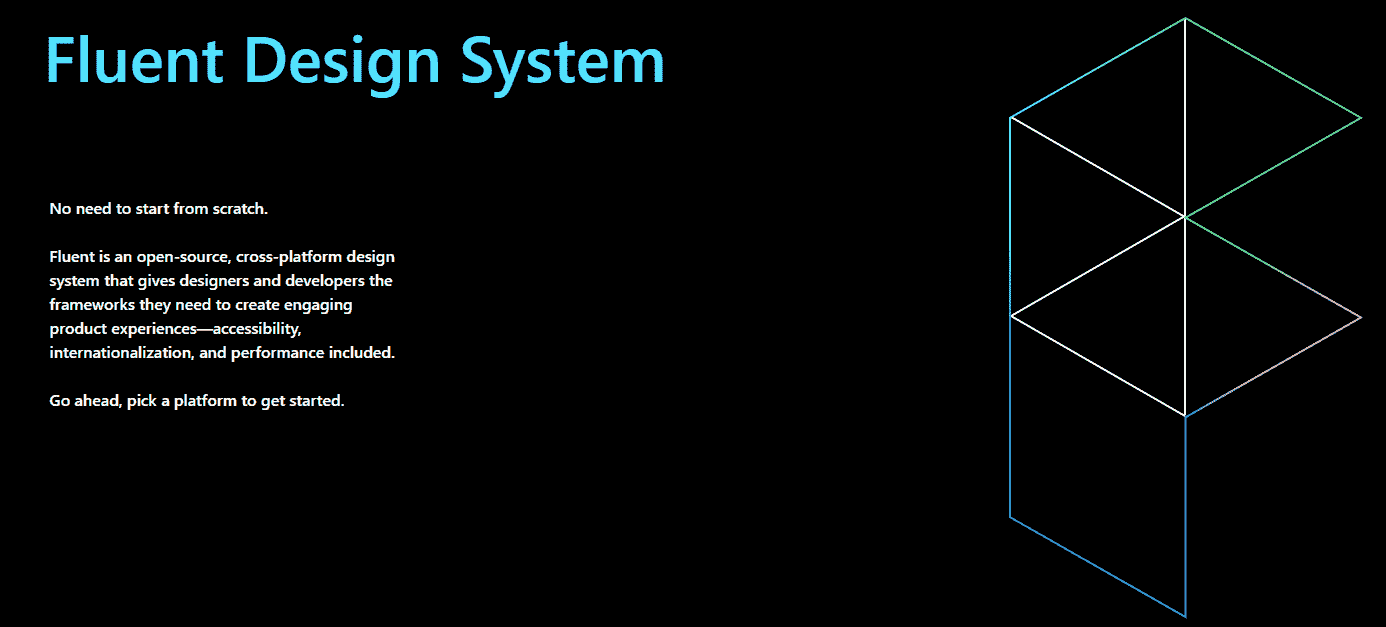 Fluent Design System
No need to start from scratch.
Fluent is an open-source, cross-platform design
system that gives designers and developers the
frameworks they need to create engaging
product experiences—accessibility,
internationalization, and performance included.
Go ahead, pick a platform to get started.